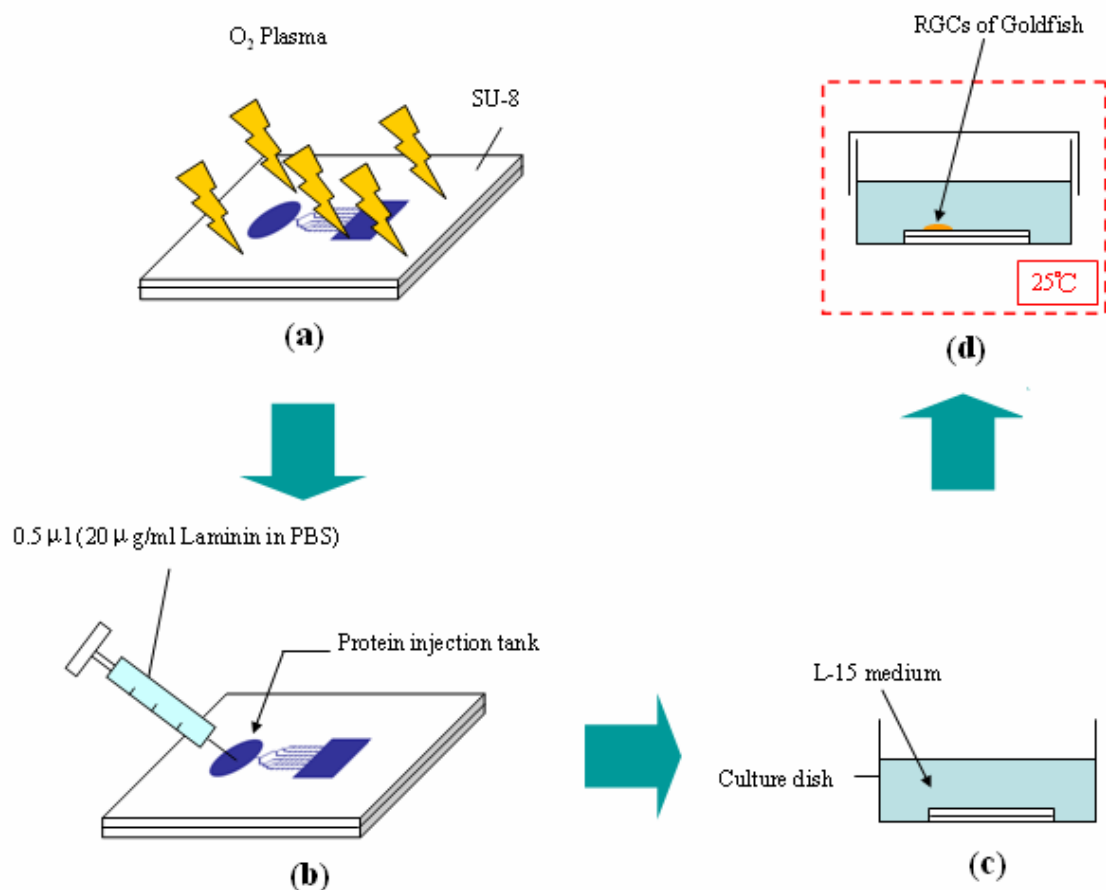 O₂ Plasma
SU-8
(a)
RGCs of Goldfish
25℃
(d)
0.5μl(20μg/ml Laminin in PBS)
Protein injection tank
(b)
L-15 medium
Culture dish
(c)